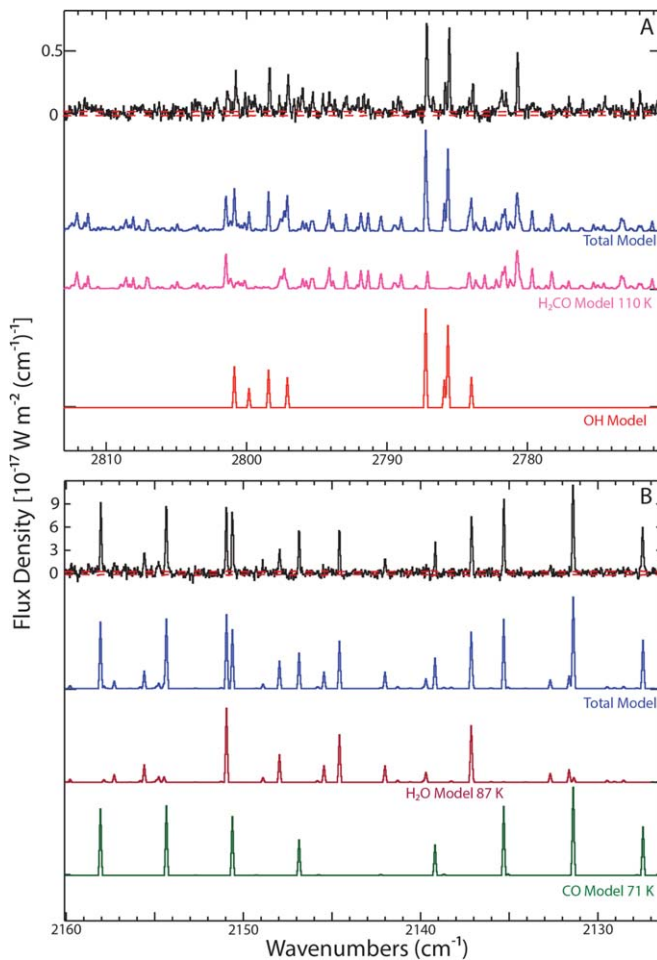 A
0.5
0
Total Model
H₂CO Model 110 K
OH Model
2810 2800 2790 2780
B
9
6
3
0
Total Model
H₂O Model 87 K
CO Model 71 K
2160 2150 2140 2130
Wavenumbers (cm⁻¹)
Flux Density [10⁻¹⁷ W m⁻² (cm⁻¹)⁻¹]